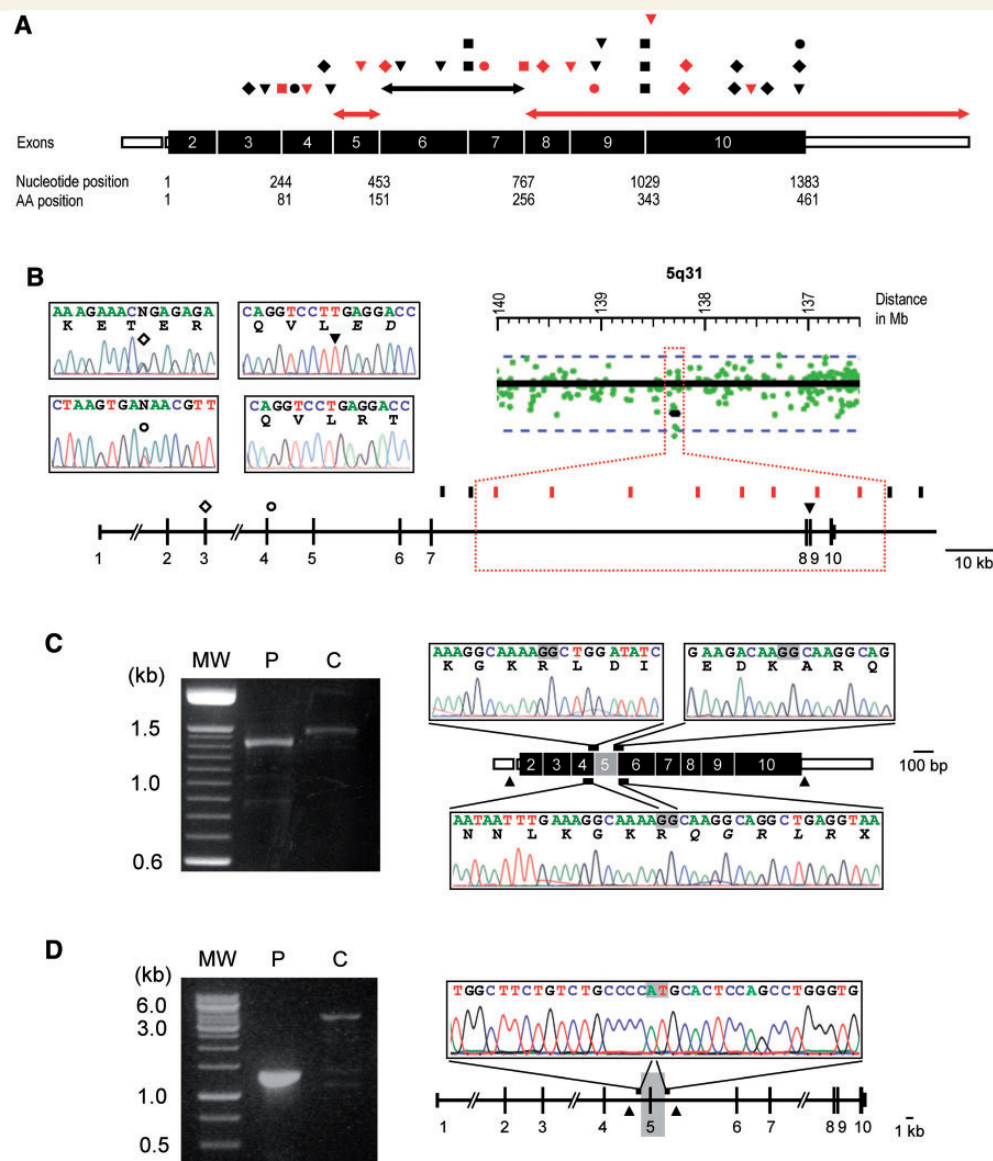 A
Exons
2 3 4 5 6 7 8 9 10
Nucleotide position 1 244 453 767 1029 1383
AA position 1 81 151 256 343 461
B
5q31
140 139 138 137
Distance in Mb
AAAGAAACNGAGAGA
K E T E R
CAGGTCCTTGAGGACC
Q V L E D
CTAAGTGANAACGTT
CAGGTCCTGAGGACC
Q V L R T
1 2 3 4 5 6 7 8 9 10
10 kb
C
(kb) MW P C
1.5
1.0
0.6
AAAGGCAAAAGGCTGGATATC
K G K R L D I
GAAGACAAGGCAAGGCAG
E D K A R Q
2 3 4 5 6 7 8 9 10
100 bp
AATAATTTGAAAGGCAAAAGGCAAGGCAGGCTGAGGTAA
N N L K G K R Q G R L R X
D
(kb) MW P C
6.0
3.0
1.0
0.5
TGGCTTCTGTCTGCCCCATGCACTCCAGCCTGGGTG
1 2 3 4 5 6 7 8 9 10
1 kb